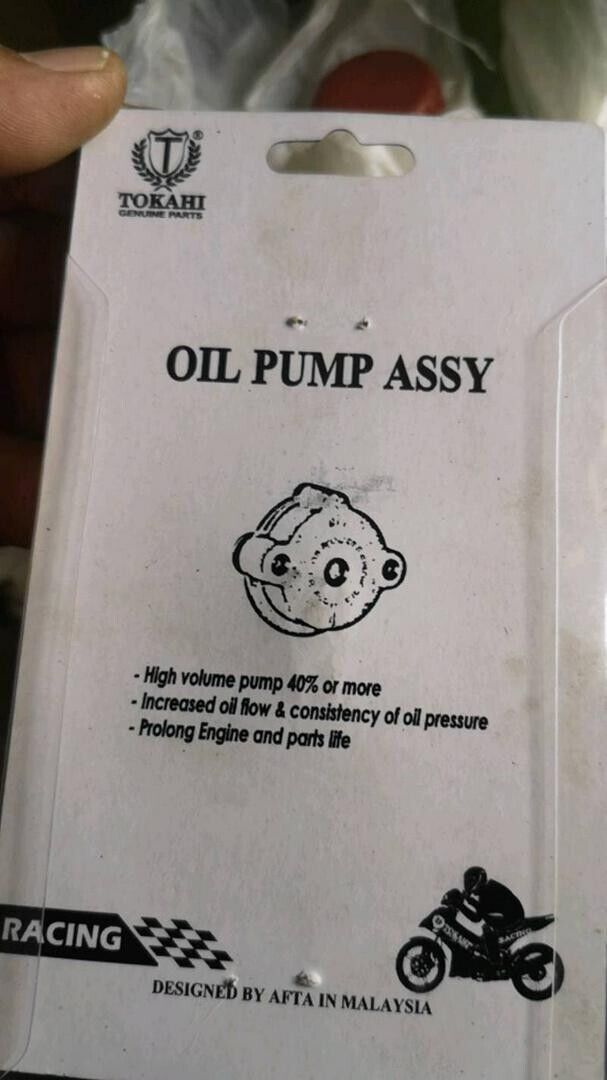 T ®
TOKAHI
GENUINE PARTS
OIL PUMP ASSY
- High volume pump 40% or more
- Increased oil flow & consistency of oil pressure
- Prolong Engine and parts life
RACING
RACING
DESIGNED BY AFTA IN MALAYSIA